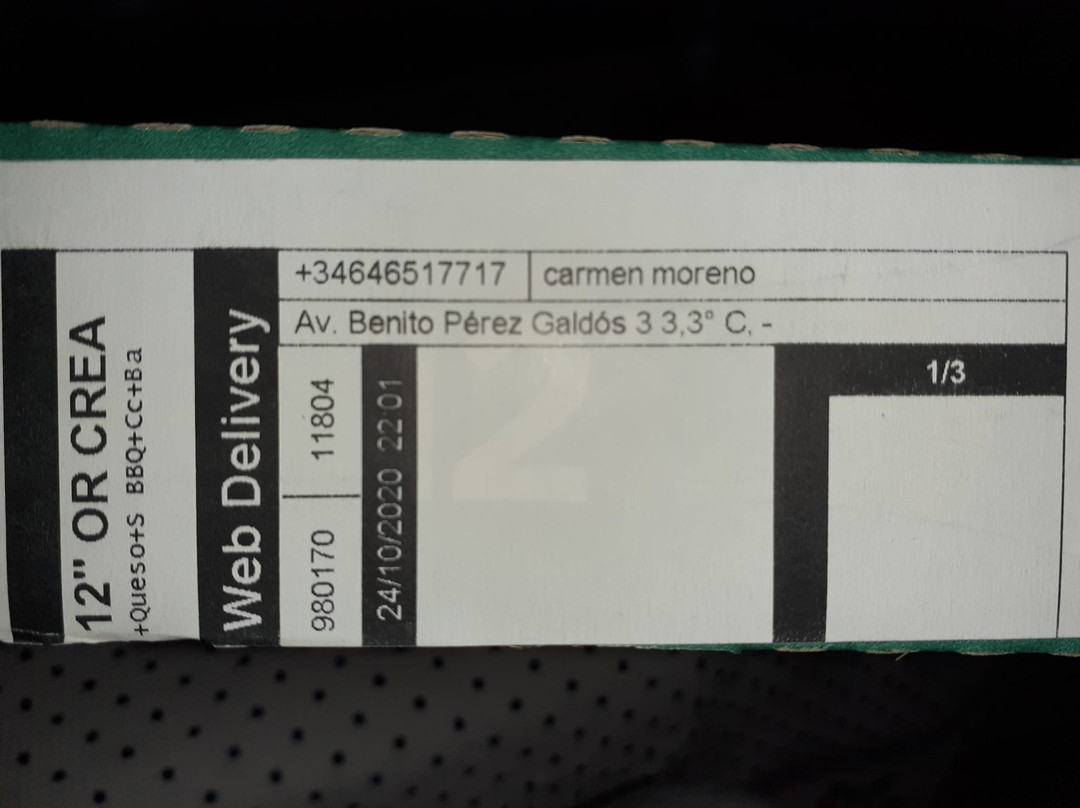 12" OR CREA
+Queso+S BBQ+Cc+Ba
Web Delivery
+34646517717 carmen moreno
Av. Benito Pérez Galdós 3 3,3° C, -
980170 11804
24/10/2020 22:01
1/3